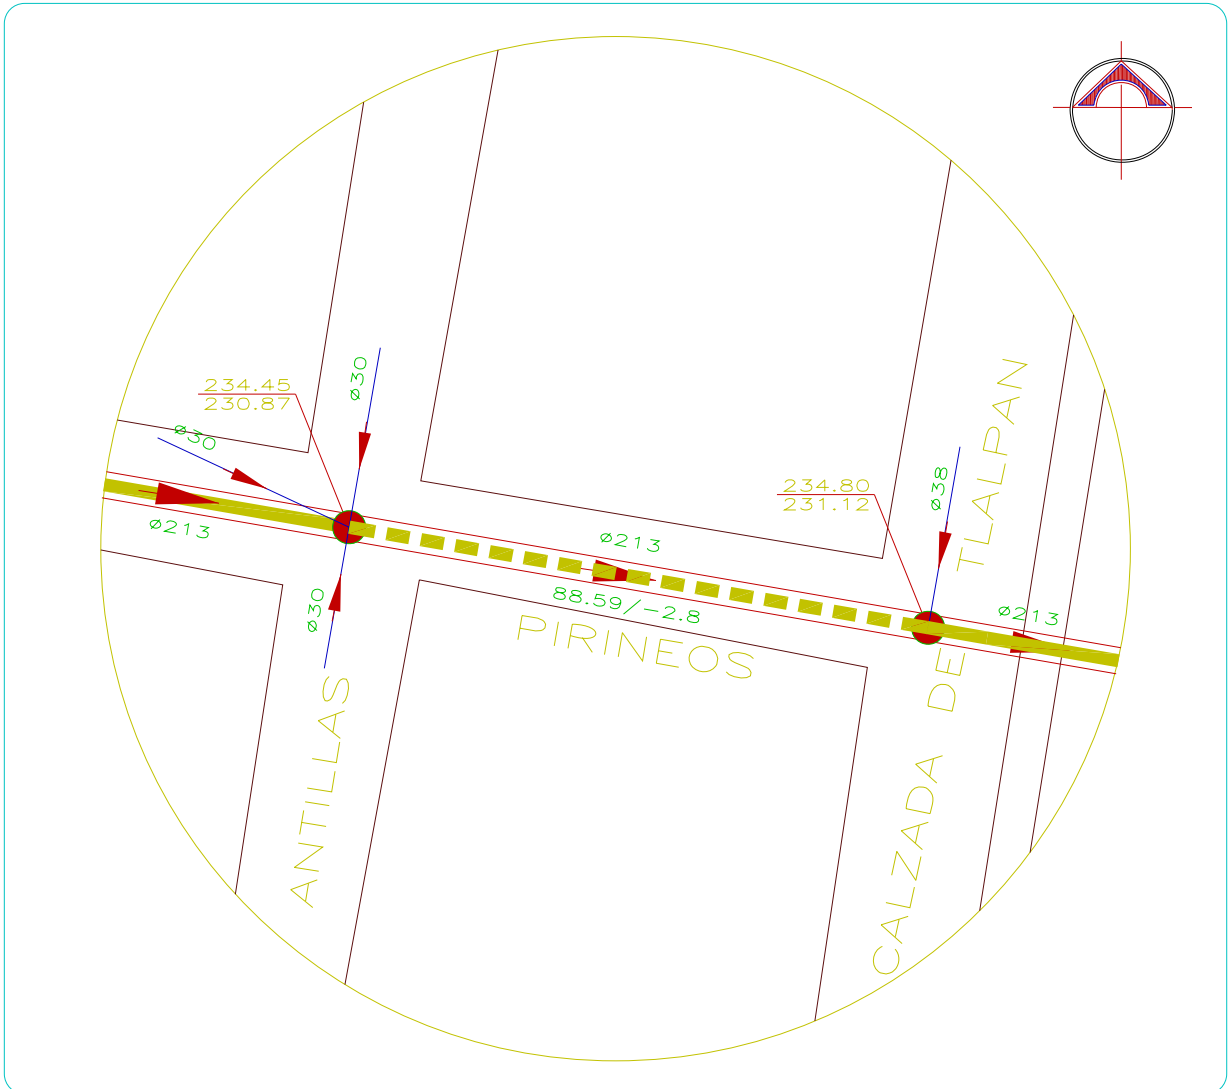 234.45
230.87
ø30
ø30
ø213
ø30
ø213
88.59/-2.8
PIRINEOS
234.80
231.12
ø38
ø213
ANTILLAS
CALZADA DE TLALPAN